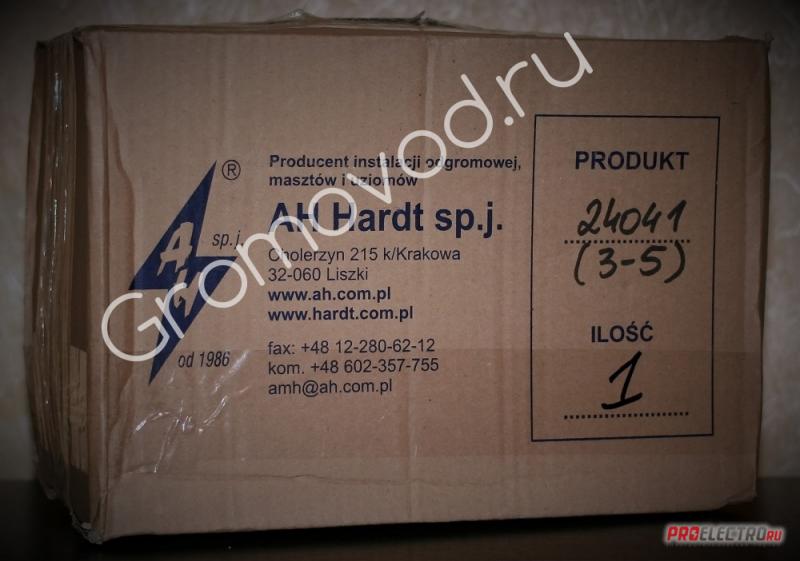 Gromovod.ru
®
AH
sp.j.
od 1986
Producent instalacji odgromowej,
masztów i uziomów
AH Hardt sp.j.
Cholerzyn 215 k/Krakowa
32-060 Liszki
www.ah.com.pl
www.hardt.com.pl
fax: +48 12-280-62-12
kom. +48 602-357-755
amh@ah.com.pl
PRODUKT
24041
(3-5)
ILOŚĆ
1
PROELECTRO.RU